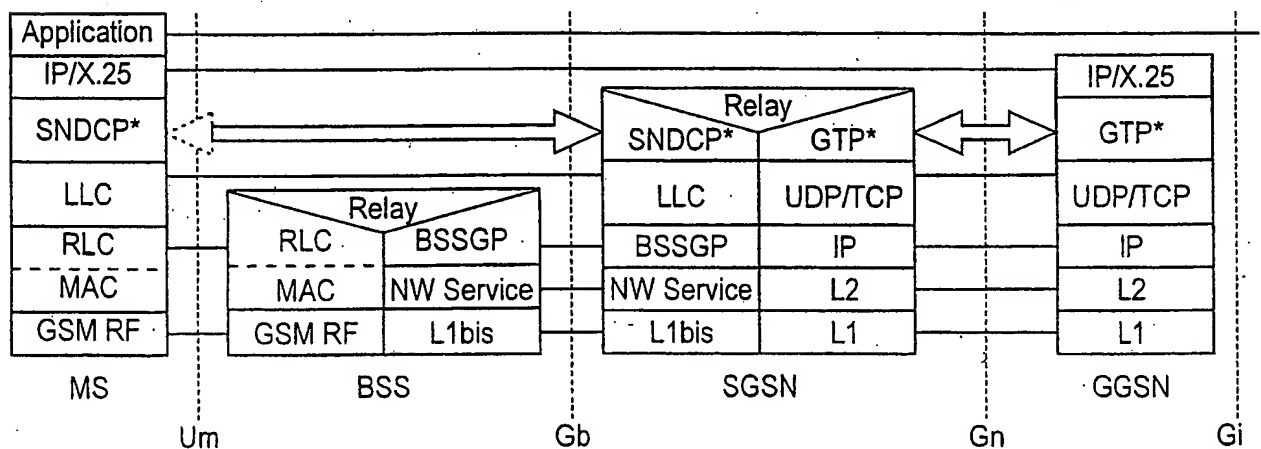 Application
IP/X.25 IP/X.25
Relay
SNDCP* SNDCP* GTP* GTP*
LLC LLC UDP/TCP UDP/TCP
Relay
RLC RLC BSSGP BSSGP IP IP
MAC MAC NW Service NW Service L2 L2
GSM RF GSM RF L1bis L1bis L1 L1
MS BSS SGSN GGSN
Um Gb Gn Gi